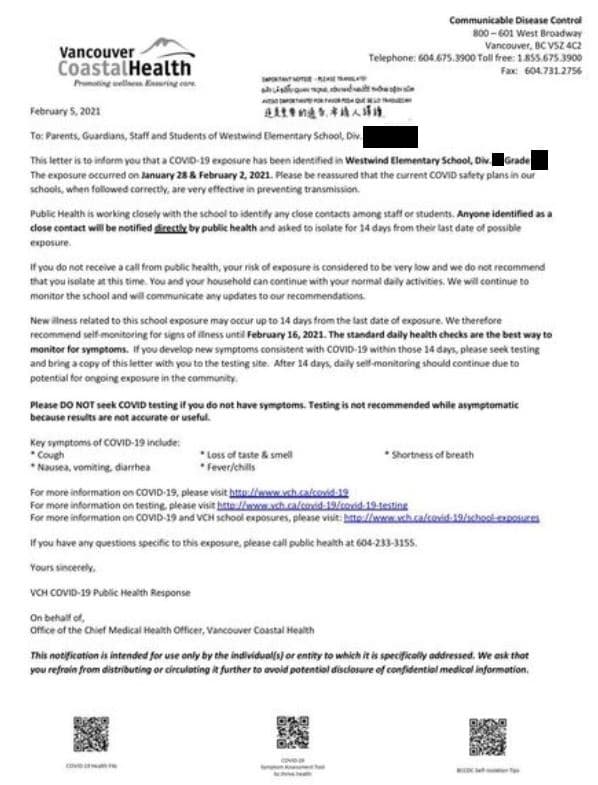 Communicable Disease Control
800 – 601 West Broadway
Vancouver, BC V5Z 4C2
Telephone: 604.675.3900 Toll free: 1.855.675.3900
Fax: 604.731.2756
Vancouver
CoastalHealth
Promoting wellness. Ensuring care.
IMPORTANT NOTICE - PLEASE TRANSLATE!
February 5, 2021
To: Parents, Guardians, Staff and Students of Westwind Elementary School, Div.
This letter is to inform you that a COVID-19 exposure has been identified in Westwind Elementary School, Div. Grade
The exposure occurred on January 28 & February 2, 2021. Please be reassured that the current COVID safety plans in our
schools, when followed correctly, are very effective in preventing transmission.
Public Health is working closely with the school to identify any close contacts among staff or students. Anyone identified as a
close contact will be notified directly by public health and asked to isolate for 14 days from their last date of possible
exposure.
If you do not receive a call from public health, your risk of exposure is considered to be very low and we do not recommend
that you isolate at this time. You and your household can continue with your normal daily activities. We will continue to
monitor the school and will communicate any updates to our recommendations.
New illness related to this school exposure may occur up to 14 days from the last date of exposure. We therefore
recommend self-monitoring for signs of illness until February 16, 2021. The standard daily health checks are the best way to
monitor for symptoms. If you develop new symptoms consistent with COVID-19 within those 14 days, please seek testing
and bring a copy of this letter with you to the testing site. After 14 days, daily self-monitoring should continue due to
potential for ongoing exposure in the community.
Please DO NOT seek COVID testing if you do not have symptoms. Testing is not recommended while asymptomatic
because results are not accurate or useful.
Key symptoms of COVID-19 include:
* Cough * Loss of taste & smell * Shortness of breath
* Nausea, vomiting, diarrhea * Fever/chills
For more information on COVID-19, please visit http://www.vch.ca/covid-19
For more information on testing, please visit http://www.vch.ca/covid-19/covid-19-testing
For more information on COVID-19 and VCH school exposures, please visit: http://www.vch.ca/covid-19/school-exposures
If you have any questions specific to this exposure, please call public health at 604-233-3155.
Yours sincerely,
VCH COVID-19 Public Health Response
On behalf of,
Office of the Chief Medical Health Officer, Vancouver Coastal Health
This notification is intended for use only by the individual(s) or entity to which it is specifically addressed. We ask that
you refrain from distributing or circulating it further to avoid potential disclosure of confidential medical information.
COVID-19 Health File
COVID-19
Symptom Assessment Tool
by thrive health
BCCDC Self-Isolation Tips